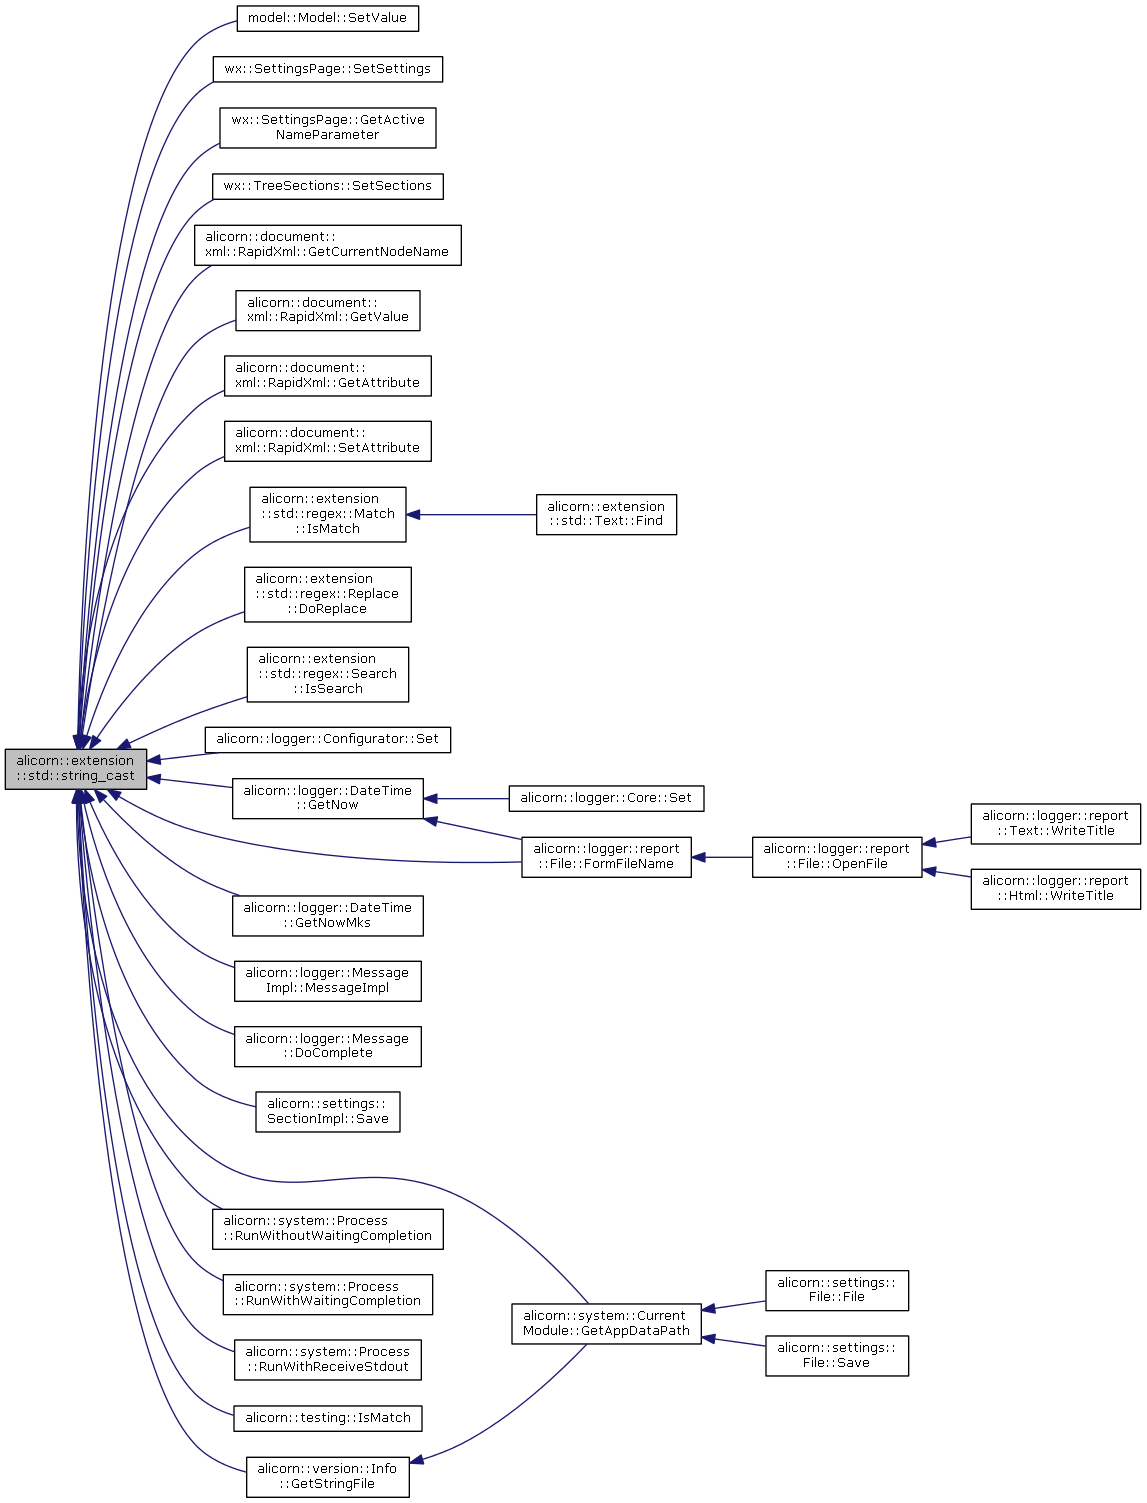 model::Model::SetValue
wx::SettingsPage::SetSettings
wx::SettingsPage::GetActive
NameParameter
wx::TreeSections::SetSections
alicorn::document::
xml::RapidXml::GetCurrentNodeName
alicorn::document::
xml::RapidXml::GetValue
alicorn::document::
xml::RapidXml::GetAttribute
alicorn::document::
xml::RapidXml::SetAttribute
alicorn::extension
::std::regex::Match
::IsMatch
alicorn::extension
::std::Text::Find
alicorn::extension
::std::regex::Replace
::DoReplace
alicorn::extension
::std::regex::Search
::IsSearch
alicorn::logger::Configurator::Set
alicorn::extension
::std::string_cast
alicorn::logger::DateTime
::GetNow
alicorn::logger::Core::Set
alicorn::logger::report
::File::FormFileName
alicorn::logger::report
::File::OpenFile
alicorn::logger::report
::Text::WriteTitle
alicorn::logger::report
::Html::WriteTitle
alicorn::logger::DateTime
::GetNowMks
alicorn::logger::Message
Impl::MessageImpl
alicorn::logger::Message
::DoComplete
alicorn::settings::
SectionImpl::Save
alicorn::system::Process
::RunWithoutWaitingCompletion
alicorn::system::Process
::RunWithWaitingCompletion
alicorn::system::Current
Module::GetAppDataPath
alicorn::settings::
File::File
alicorn::settings::
File::Save
alicorn::system::Process
::RunWithReceiveStdout
alicorn::testing::IsMatch
alicorn::version::Info
::GetStringFile